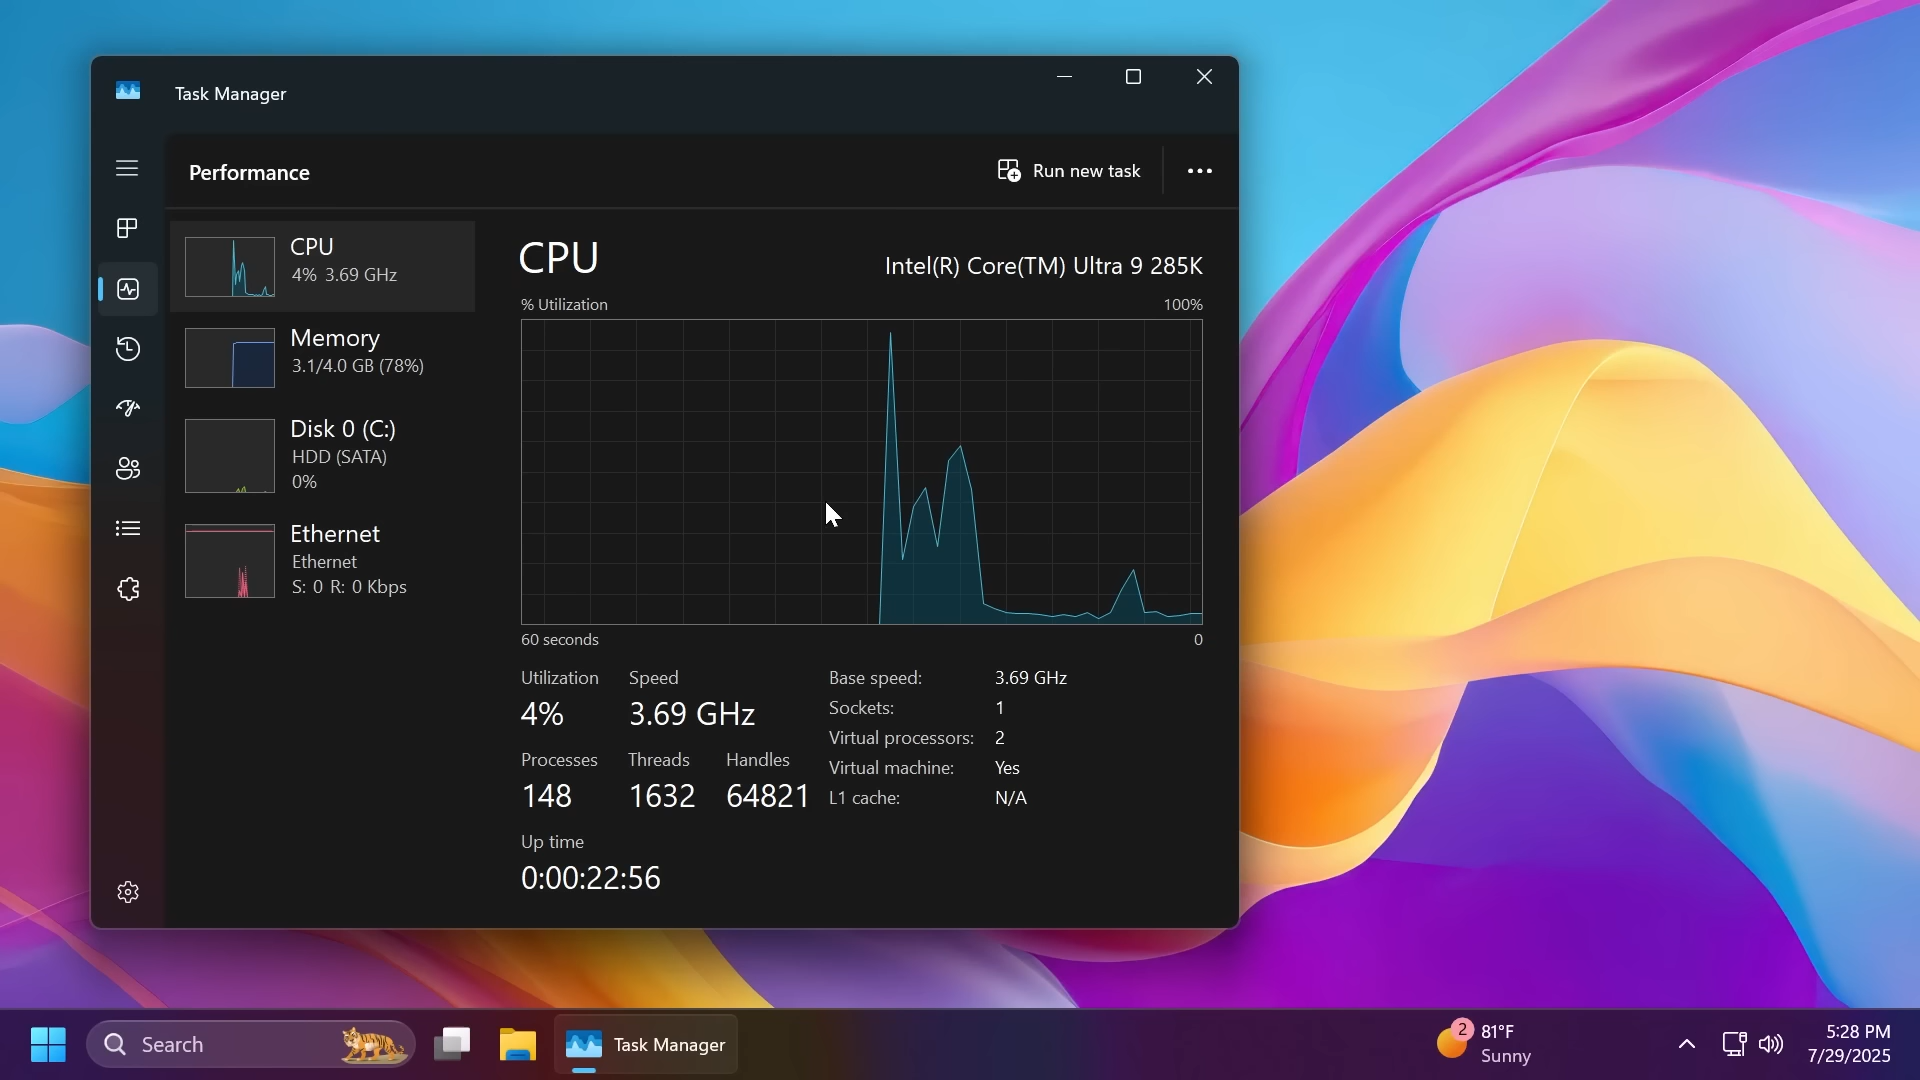 Task Manager
Performance
Run new task
CPU
4% 3.69 GHz
Memory
3.1/4.0 GB (78%)
Disk 0 (C:)
HDD (SATA)
0%
Ethernet
Ethernet
S: 0 R: 0 Kbps
CPU
Intel(R) Core(TM) Ultra 9 285K
% Utilization
100%
60 seconds
0
Utilization
Speed
4%
3.69 GHz
Processes
Threads
Handles
148
1632
64821
Up time
0:00:22:56
Base speed: 3.69 GHz
Sockets: 1
Virtual processors: 2
Virtual machine: Yes
L1 cache: N/A
Search
Task Manager
2
81°F
Sunny
5:28 PM
7/29/2025